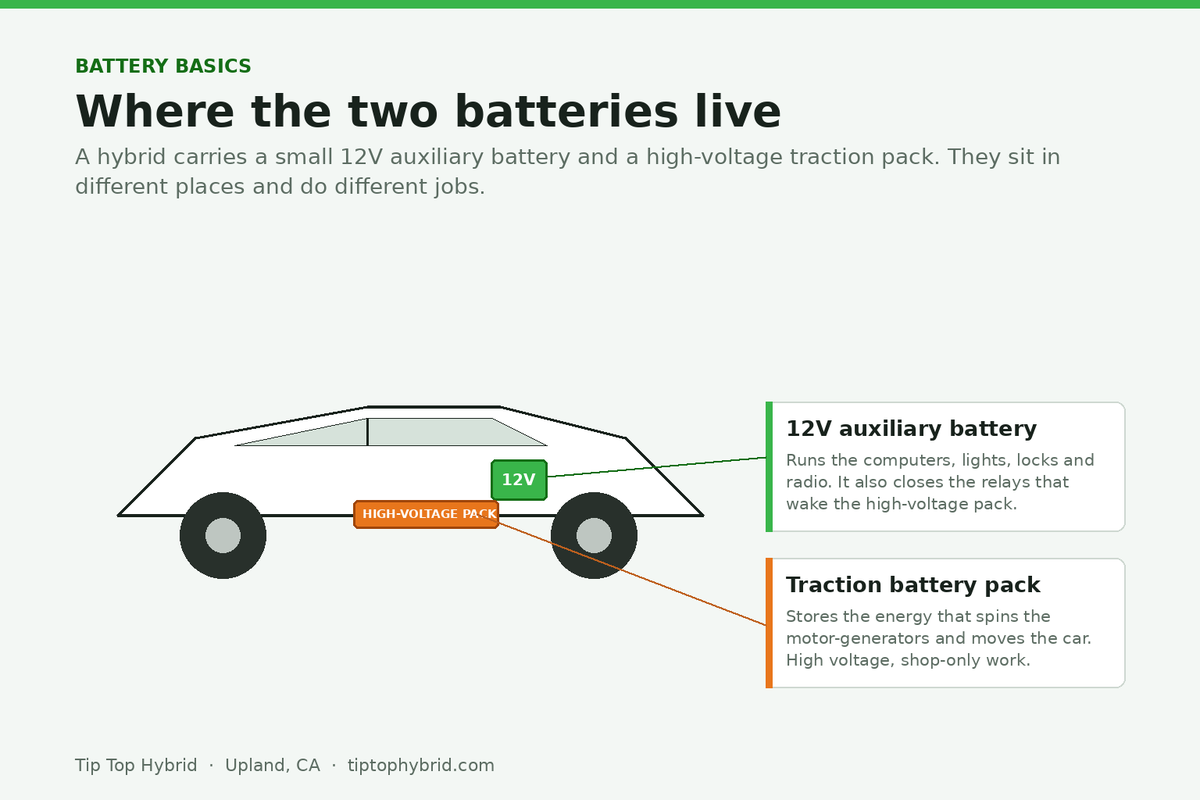 BATTERY BASICS
Where the two batteries live
A hybrid carries a small 12V auxiliary battery and a high-voltage traction pack. They sit in
different places and do different jobs.
12V
HIGH-VOLTAGE PACK
12V auxiliary battery
Runs the computers, lights, locks and
radio. It also closes the relays that
wake the high-voltage pack.
Traction battery pack
Stores the energy that spins the
motor-generators and moves the car.
High voltage, shop-only work.
Tip Top Hybrid · Upland, CA · tiptophybrid.com